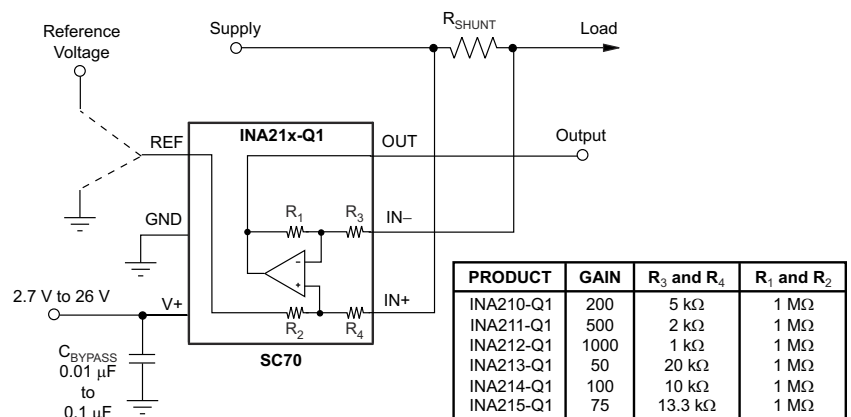 Reference
Voltage
Supply
R_SHUNT
Load
REF
INA21x-Q1
OUT
Output
GND
R1
R3
IN−
-
+
2.7 V to 26 V
V+
R2
R4
IN+
SC70
C_BYPASS
0.01 μF
to
0.1 μF
PRODUCT GAIN R3 and R4 R1 and R2
INA210-Q1 200 5 kΩ 1 MΩ
INA211-Q1 500 2 kΩ 1 MΩ
INA212-Q1 1000 1 kΩ 1 MΩ
INA213-Q1 50 20 kΩ 1 MΩ
INA214-Q1 100 10 kΩ 1 MΩ
INA215-Q1 75 13.3 kΩ 1 MΩ